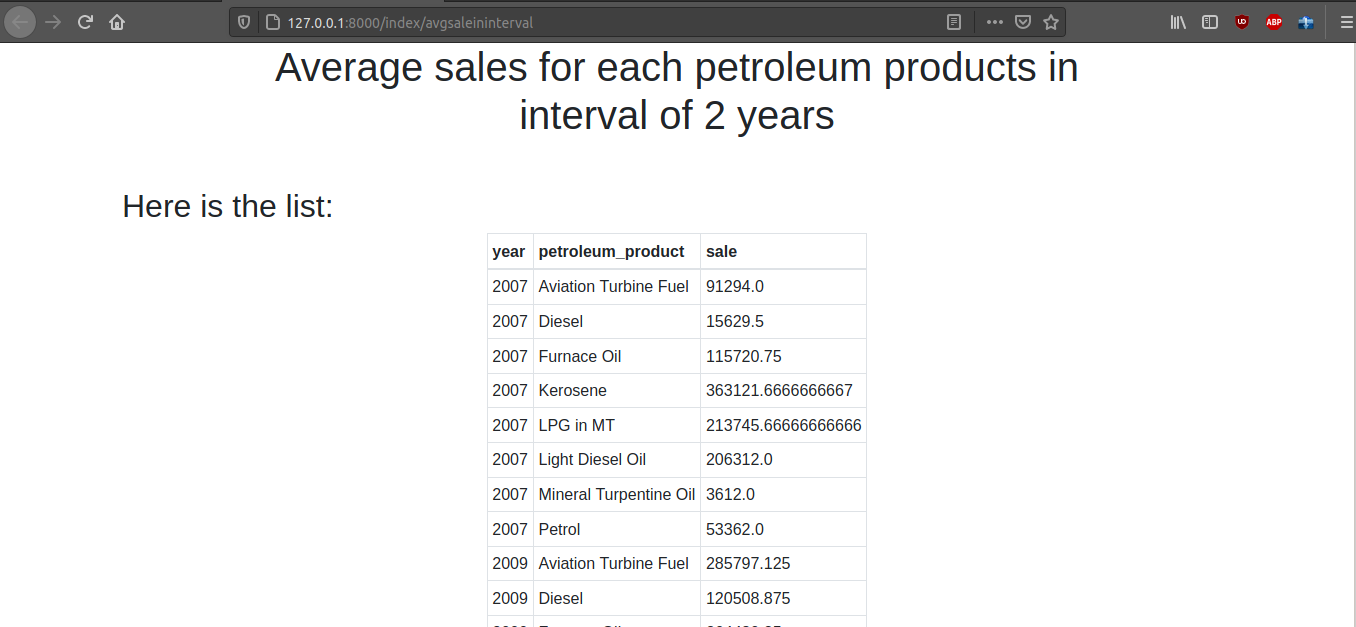 127.0.0.1:8000/index/avgsaleininterval
UD
ABP
Average sales for each petroleum products in
interval of 2 years
Here is the list:
year petroleum_product sale
2007 Aviation Turbine Fuel 91294.0
2007 Diesel 15629.5
2007 Furnace Oil 115720.75
2007 Kerosene 363121.6666666667
2007 LPG in MT 213745.66666666666
2007 Light Diesel Oil 206312.0
2007 Mineral Turpentine Oil 3612.0
2007 Petrol 53362.0
2009 Aviation Turbine Fuel 285797.125
2009 Diesel 120508.875